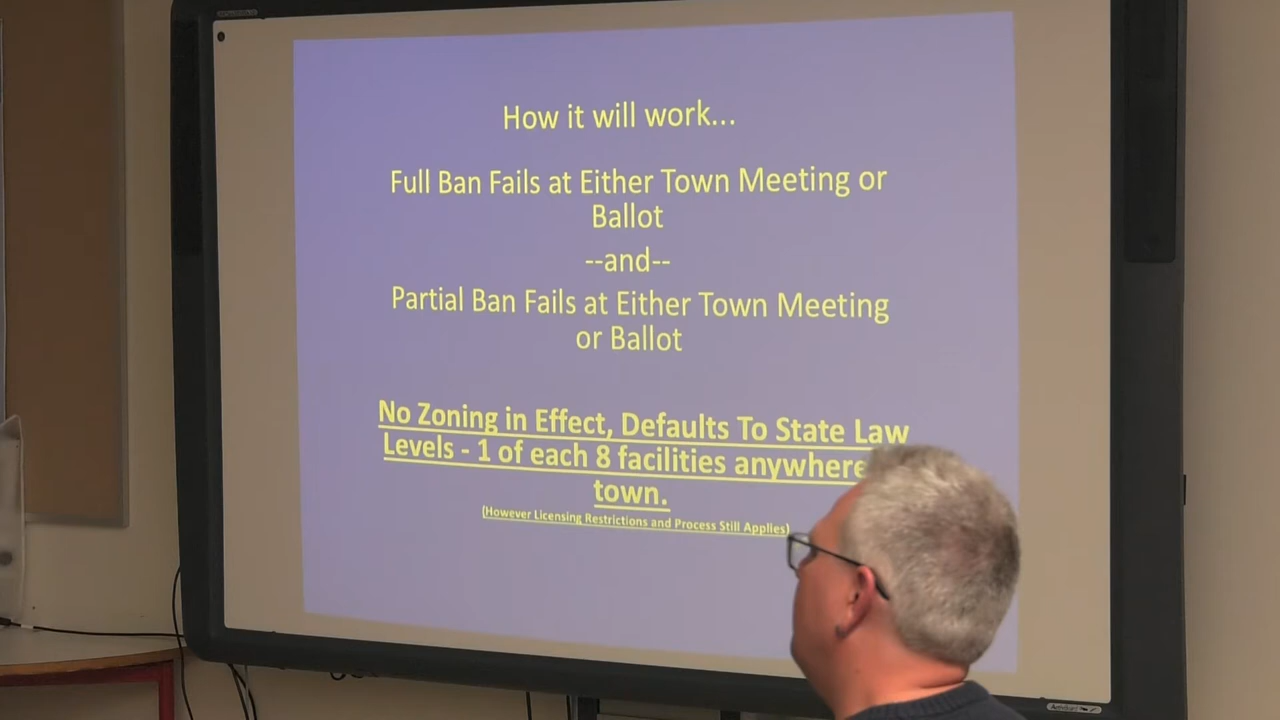 How it will work...
Full Ban Fails at Either Town Meeting or
Ballot
--and--
Partial Ban Fails at Either Town Meeting
or Ballot
No Zoning in Effect, Defaults To State Law
Levels - 1 of each 8 facilities anywhere
town.
(However Licensing Restrictions and Process Still Applies)